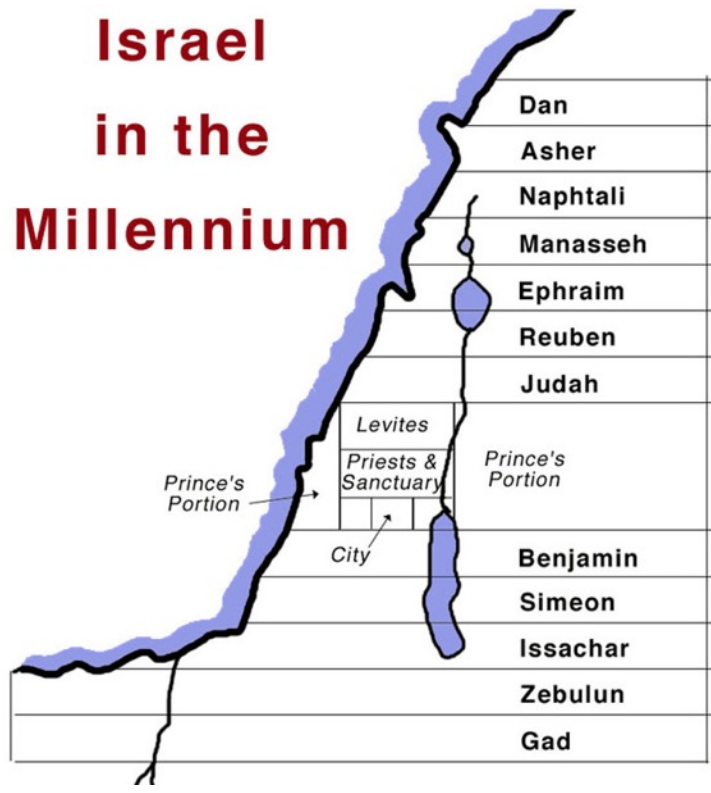 Israel
in the
Millennium
Dan
Asher
Naphtali
Manasseh
Ephraim
Reuben
Judah
Levites
Priests &
Sanctuary
Prince's
Portion
Prince's
Portion
City
Benjamin
Simeon
Issachar
Zebulun
Gad